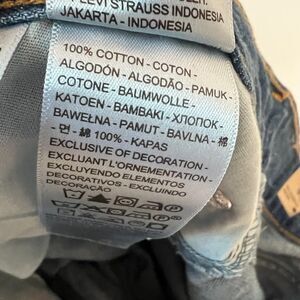 LEVI STRAUSS INDONESIA
JAKARTA - INDONESIA
100% COTTON - COTON -
ALGODÓN - ALGODÃO - PAMUK -
COTONE - BAUMWOLLE -
KATOEN - BAMBAKI - ХЛОПОК -
BAWEŁNA - PAMUT - BAVLNA - 棉
- 면 - 綿 100% - KAPAS
EXCLUSIVE OF DECORATION -
EXCLUANT L'ORNEMENTATION -
EXCLUYENDO ELEMENTOS
DECORATIVOS - EXCLUINDO
DECORAÇÃO